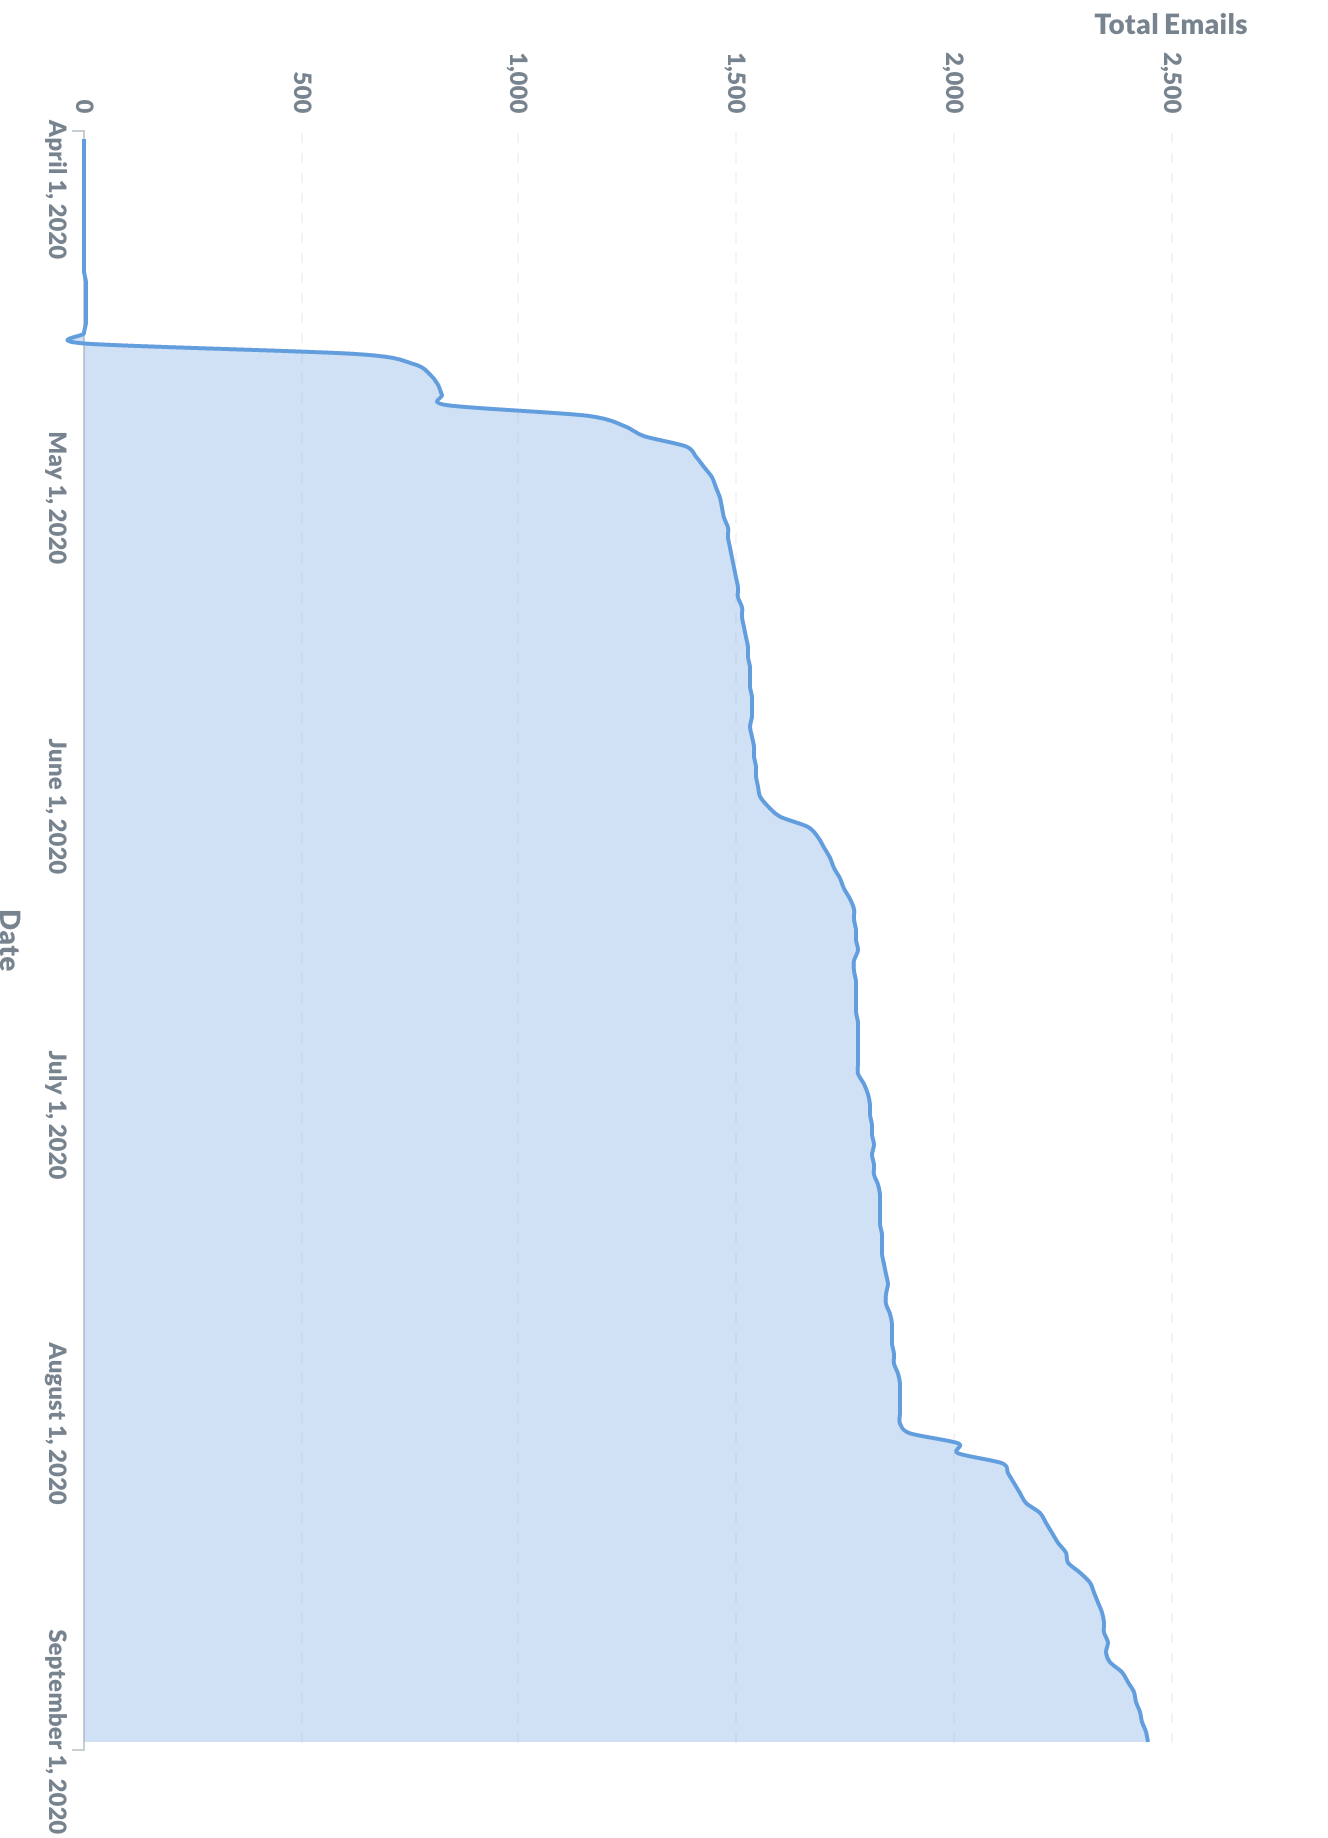 Total Emails
2,500
2,000
1,500
1,000
500
0
April 1, 2020
May 1, 2020
June 1, 2020
July 1, 2020
August 1, 2020
September 1, 2020
Date